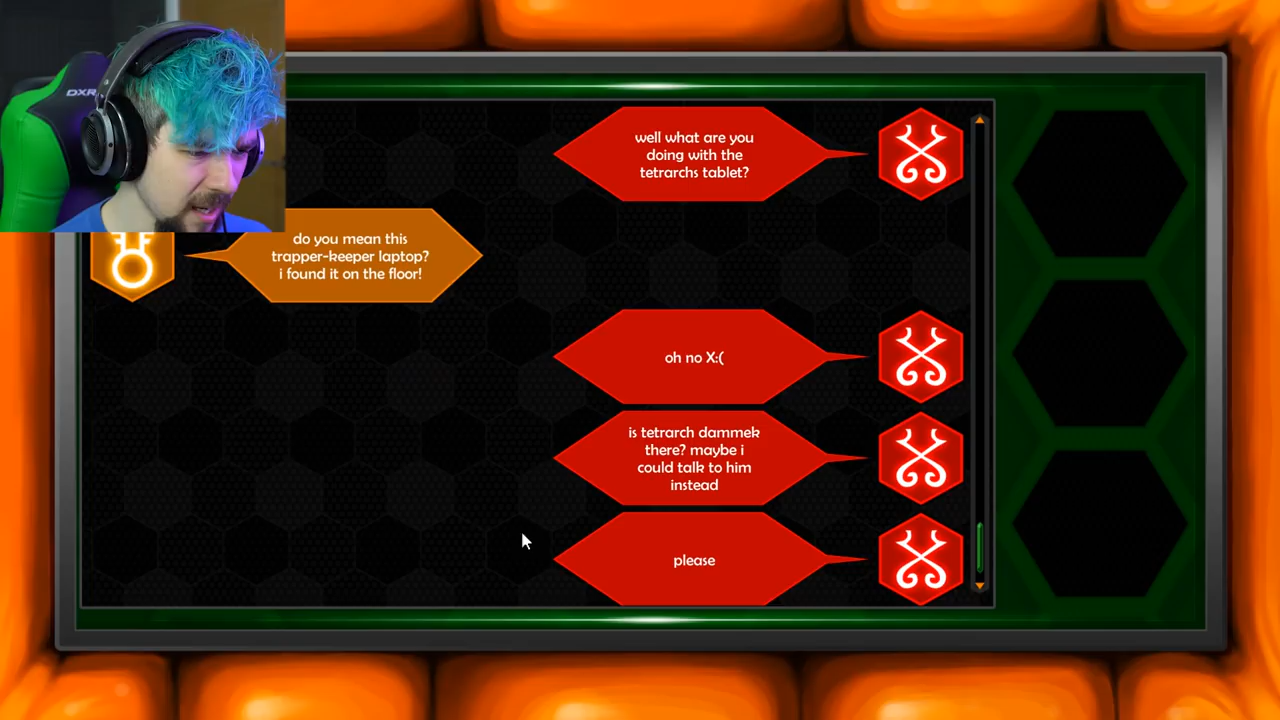 DXR
well what are you
doing with the
tetrarchs tablet?
do you mean this
trapper-keeper laptop?
i found it on the floor!
oh no X:(
is tetrarch dammek
there? maybe i
could talk to him
instead
please